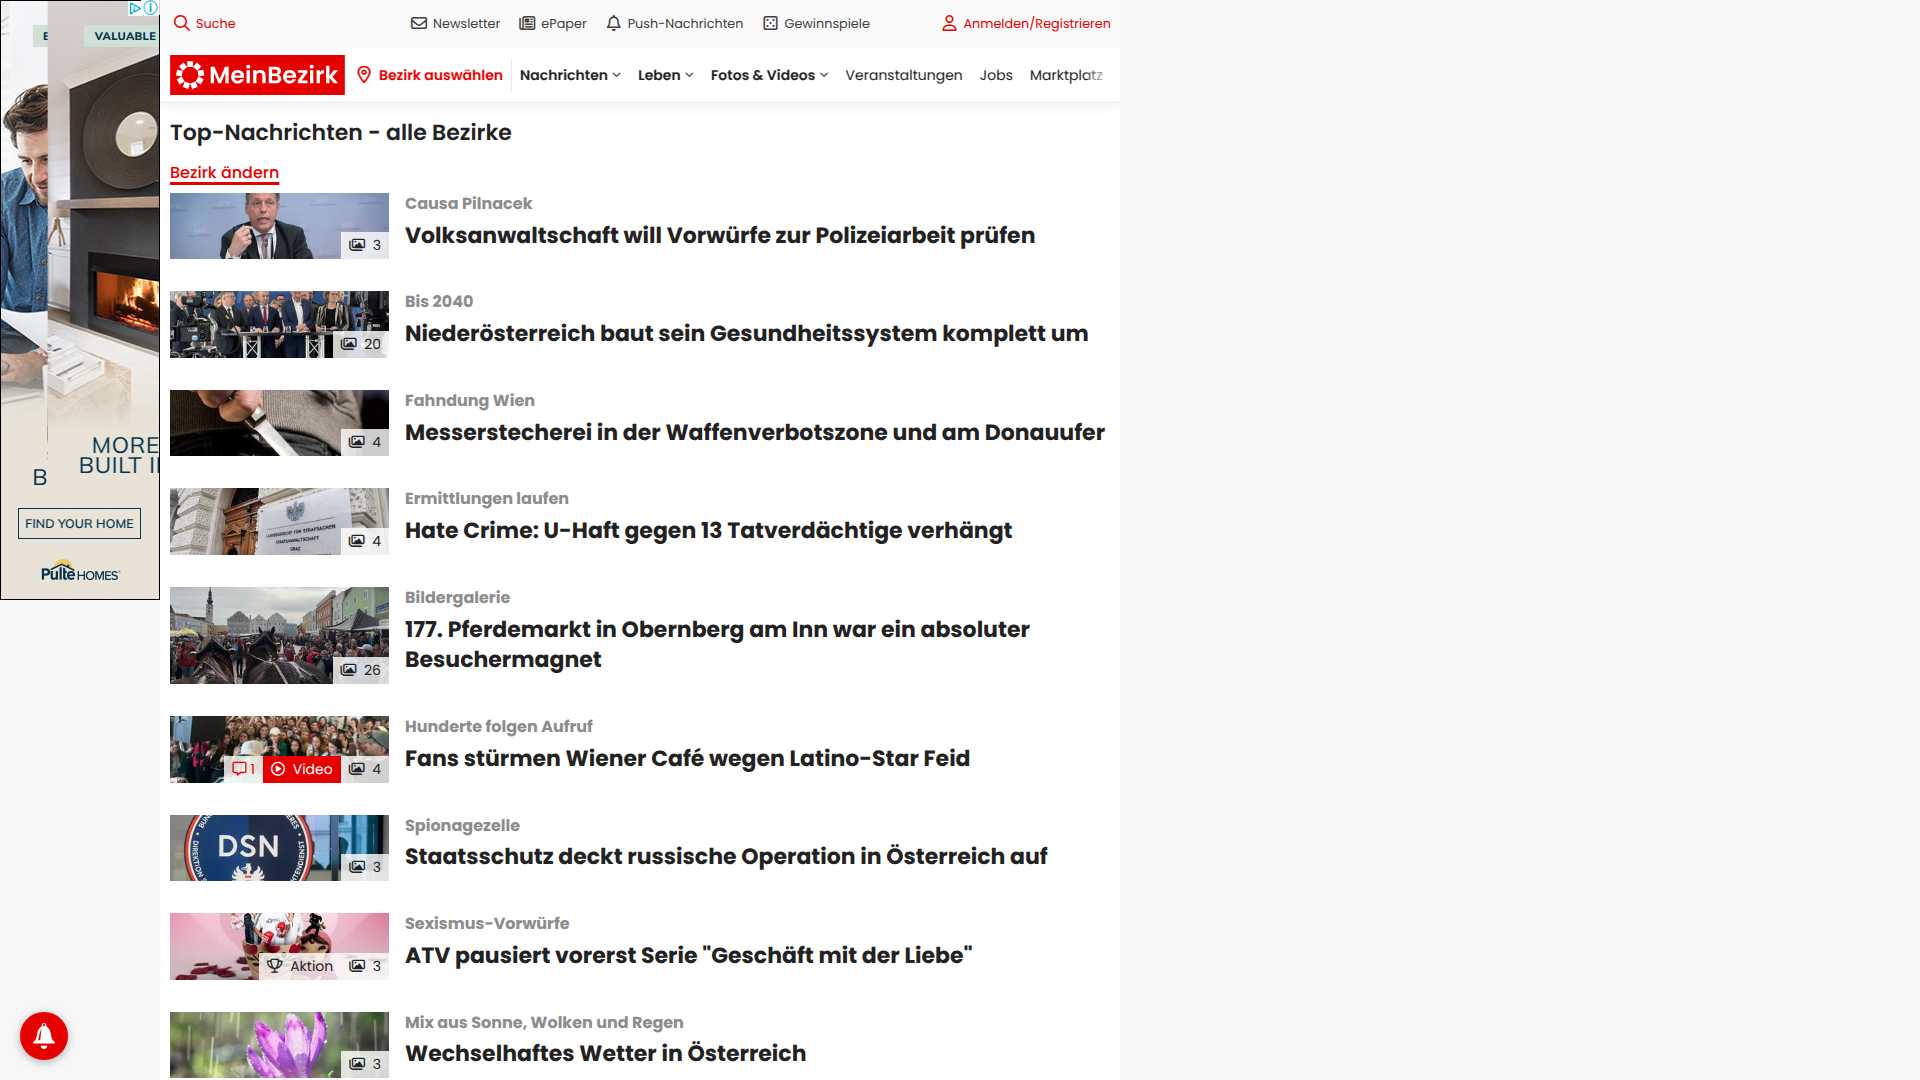 VALUABLE
MORE
BUILT I
B
FIND YOUR HOME
Pulte HOMES
Suche
Newsletter
ePaper
Push-Nachrichten
Gewinnspiele
Anmelden/Registrieren
MeinBezirk
Bezirk auswählen
Nachrichten
Leben
Fotos & Videos
Veranstaltungen
Jobs
Marktplatz
Top-Nachrichten - alle Bezirke
Bezirk ändern
3
Causa Pilnacek
Volksanwaltschaft will Vorwürfe zur Polizeiarbeit prüfen
20
Bis 2040
Niederösterreich baut sein Gesundheitssystem komplett um
4
Fahndung Wien
Messerstecherei in der Waffenverbotszone und am Donauufer
4
Ermittlungen laufen
Hate Crime: U-Haft gegen 13 Tatverdächtige verhängt
26
Bildergalerie
177. Pferdemarkt in Obernberg am Inn war ein absoluter
Besuchermagnet
1
Video
4
Hunderte folgen Aufruf
Fans stürmen Wiener Café wegen Latino-Star Feid
DSN
3
Spionagezelle
Staatsschutz deckt russische Operation in Österreich auf
Aktion
3
Sexismus-Vorwürfe
ATV pausiert vorerst Serie "Geschäft mit der Liebe"
3
Mix aus Sonne, Wolken und Regen
Wechselhaftes Wetter in Österreich